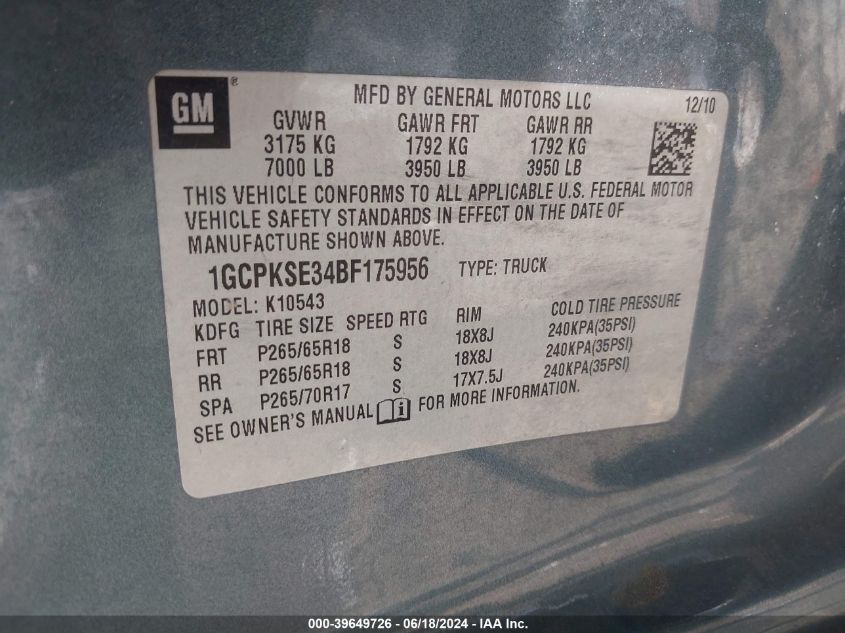 GM®
MFD BY GENERAL MOTORS LLC 12/10
GVWR GAWR FRT GAWR RR
3175 KG 1792 KG 1792 KG
7000 LB 3950 LB 3950 LB
THIS VEHICLE CONFORMS TO ALL APPLICABLE U.S. FEDERAL MOTOR
VEHICLE SAFETY STANDARDS IN EFFECT ON THE DATE OF
MANUFACTURE SHOWN ABOVE.
1GCPKSE34BF175956 TYPE: TRUCK
MODEL: K10543
KDFG TIRE SIZE SPEED RTG RIM COLD TIRE PRESSURE
FRT P265/65R18 S 18X8J 240KPA(35PSI)
RR P265/65R18 S 18X8J 240KPA(35PSI)
SPA P265/70R17 S 17X7.5J 240KPA(35PSI)
SEE OWNER'S MANUAL i FOR MORE INFORMATION.
000-39649726 - 06/18/2024 - IAA Inc.